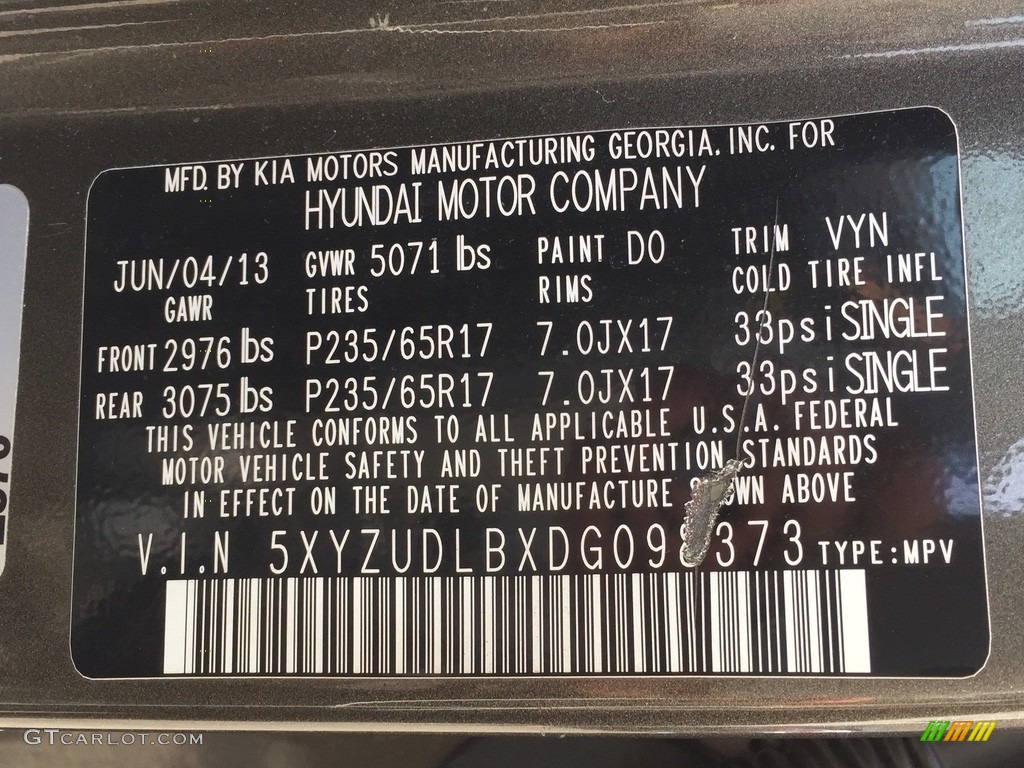 MFD. BY KIA MOTORS MANUFACTURING GEORGIA, INC. FOR
HYUNDAI MOTOR COMPANY
JUN/04/13 GVWR 5071 lbs PAINT DO TRIM VYN
GAWR TIRES RIMS COLD TIRE INFL
FRONT 2976 lbs P235/65R17 7.0JX17 33psi SINGLE
REAR 3075 lbs P235/65R17 7.0JX17 33psi SINGLE
THIS VEHICLE CONFORMS TO ALL APPLICABLE U.S.A. FEDERAL
MOTOR VEHICLE SAFETY AND THEFT PREVENTION STANDARDS
IN EFFECT ON THE DATE OF MANUFACTURE SHOWN ABOVE
V.I.N TYPE:MPV
GTCARLOT.COM